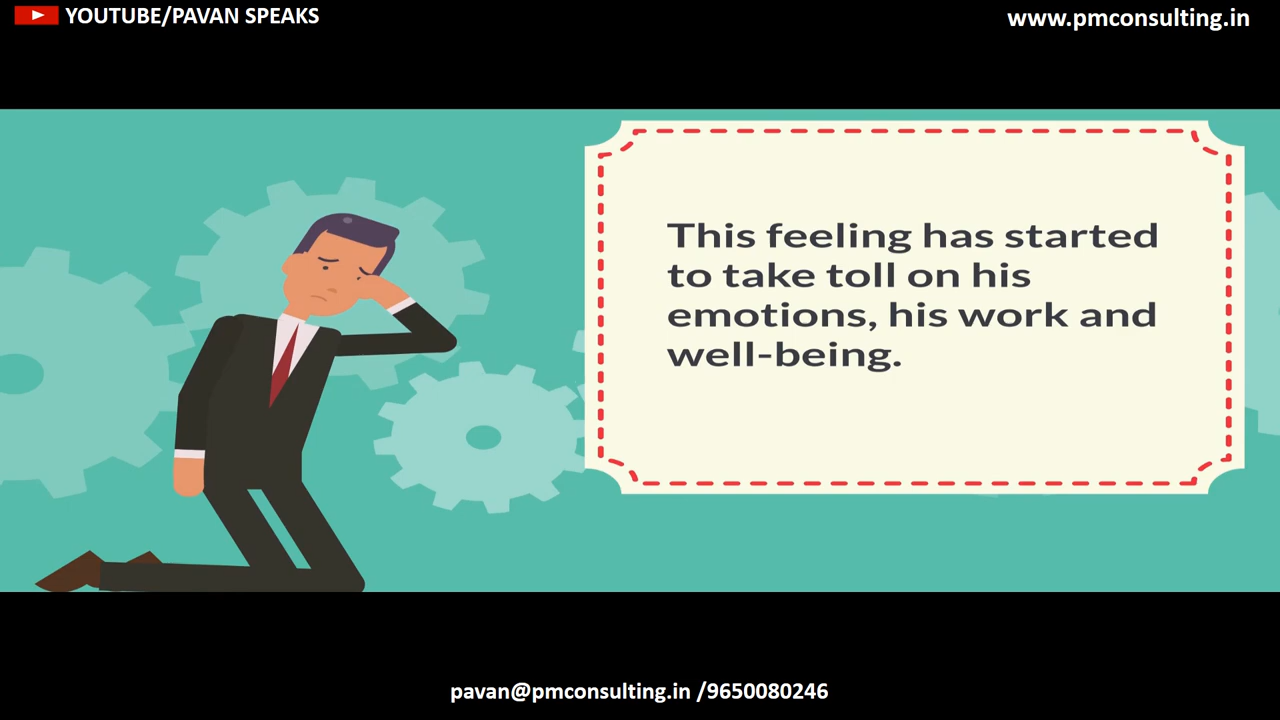 YOUTUBE/PAVAN SPEAKS
www.pmconsulting.in
This feeling has started
to take toll on his
emotions, his work and
well-being.
pavan@pmconsulting.in /9650080246